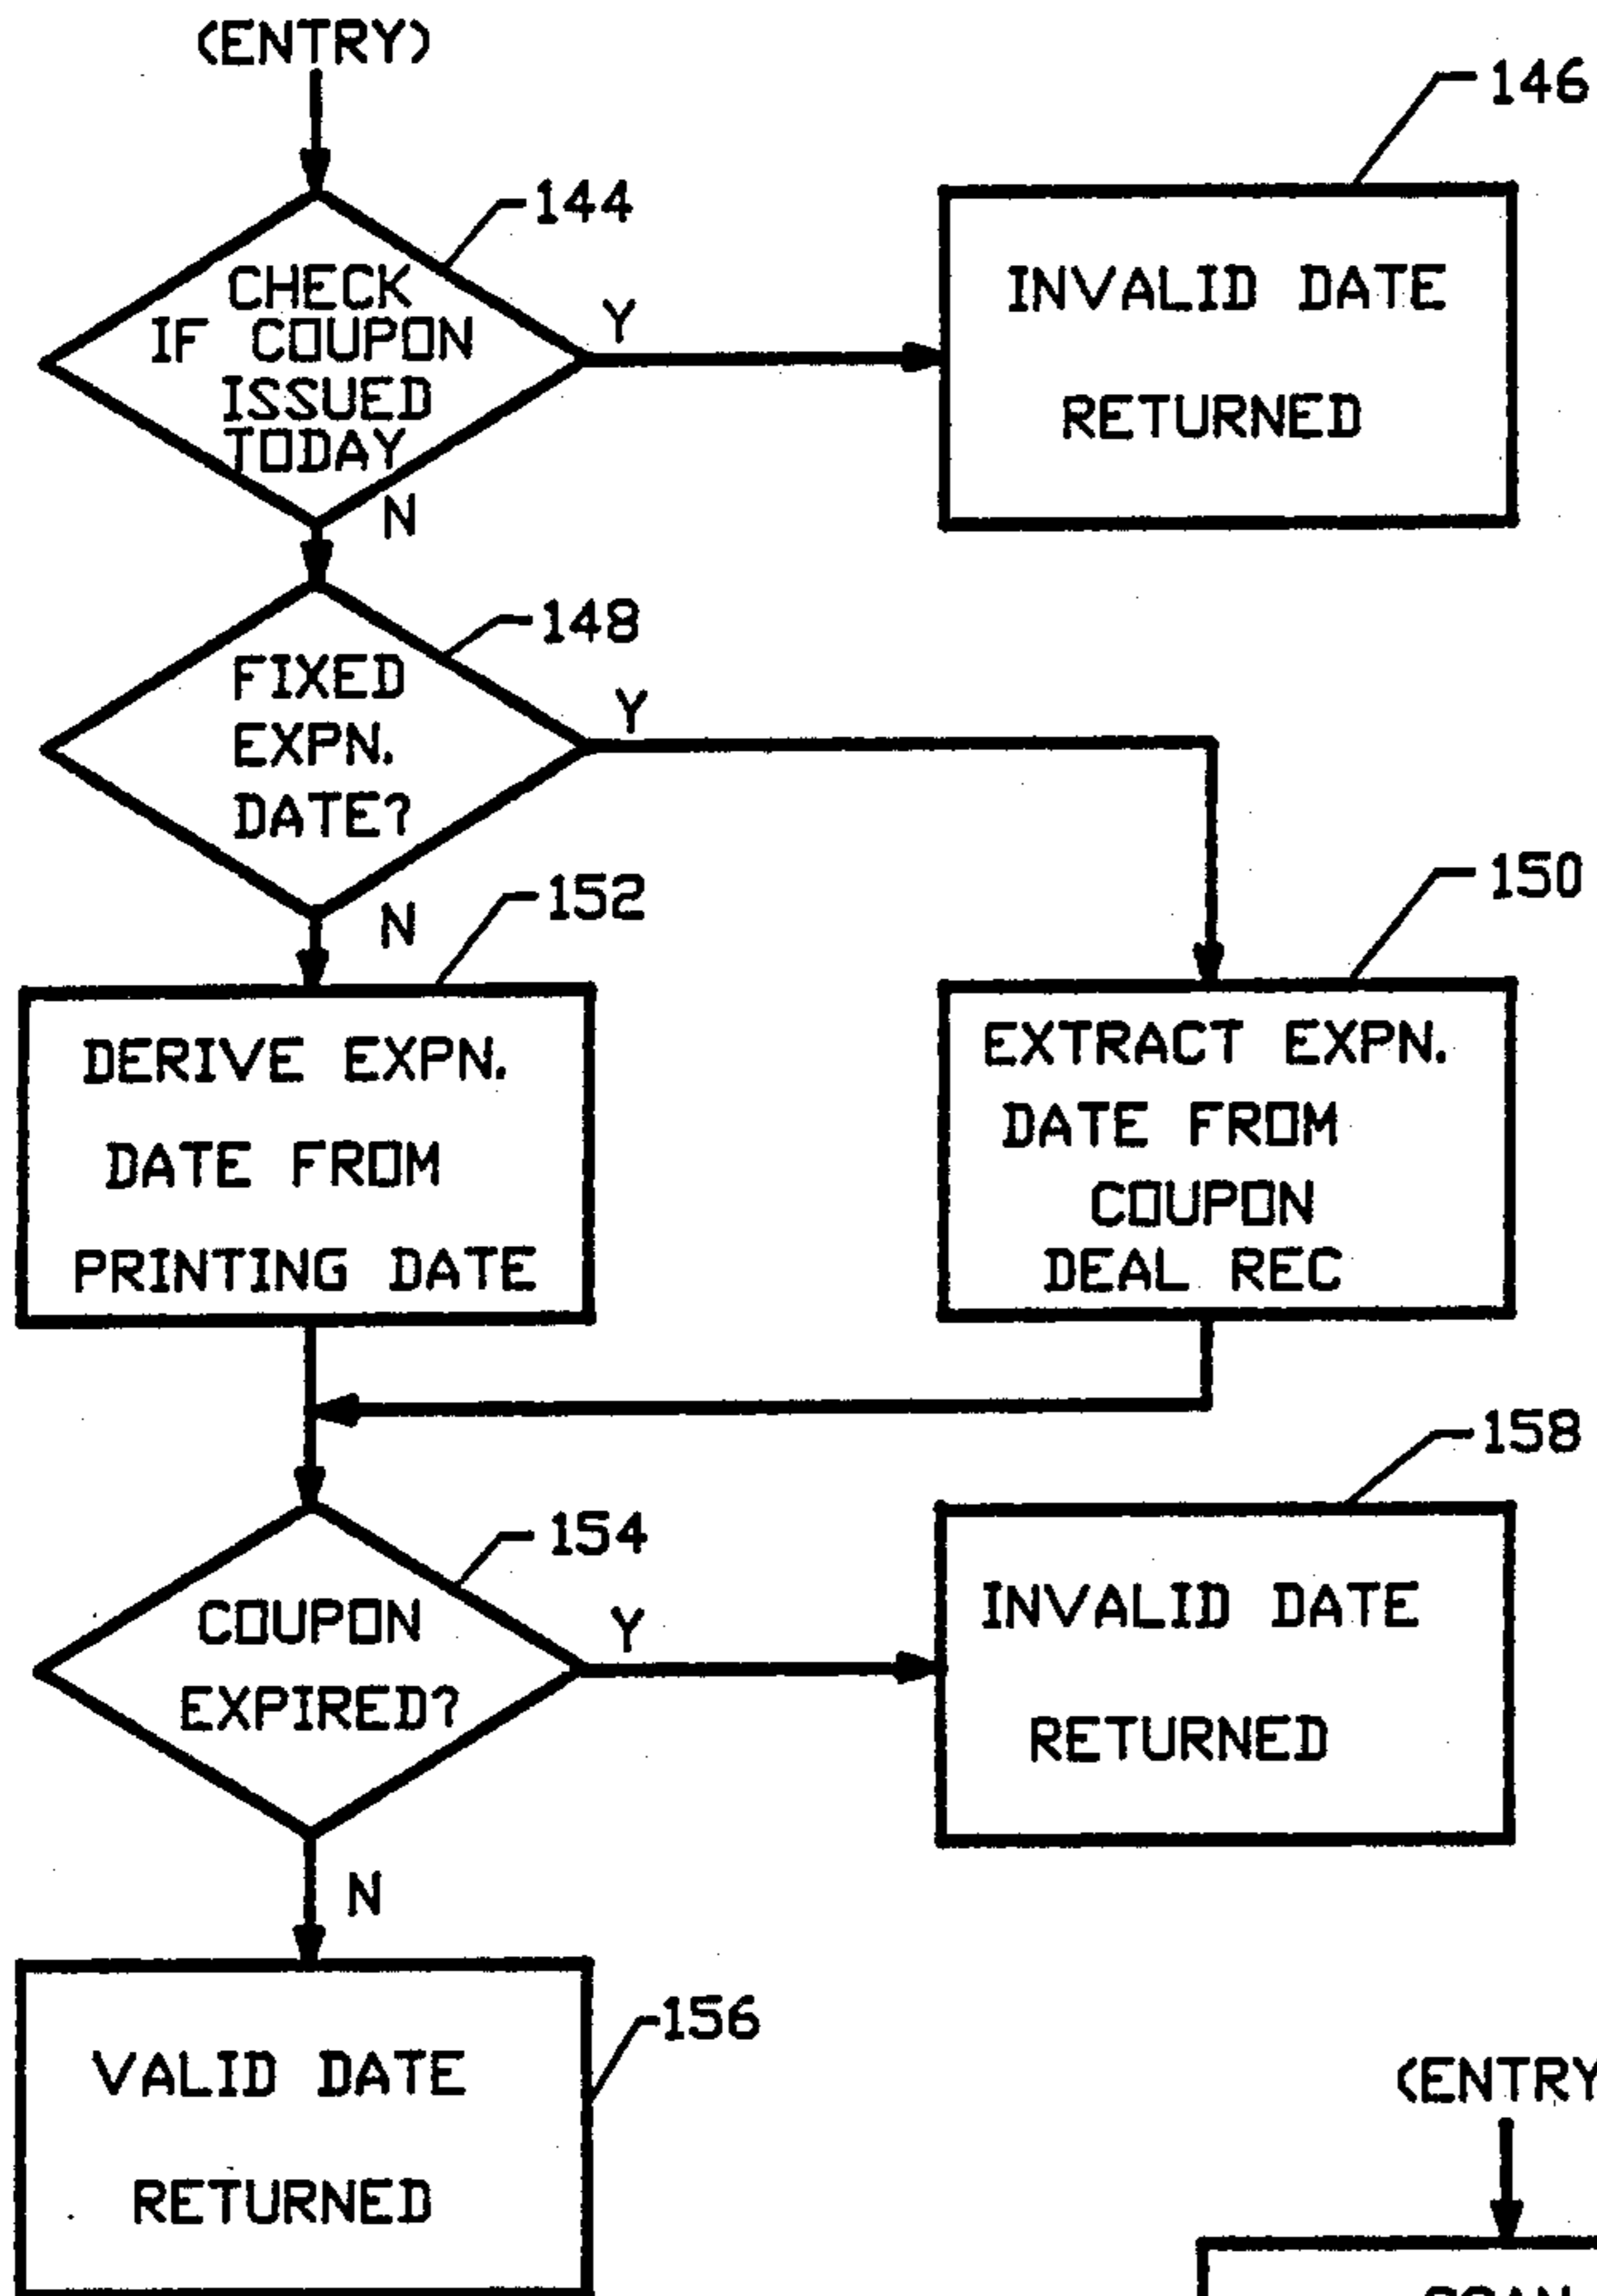 (ENTRY)
146
144
CHECK
IF COUPON
ISSUED
TODAY
Y
N
INVALID DATE
RETURNED
148
FIXED
EXPN.
DATE?
Y
N
152
DERIVE EXPN.
DATE FROM
PRINTING DATE
150
EXTRACT EXPN.
DATE FROM
COUPON
DEAL REC
158
154
COUPON
EXPIRED?
Y
N
INVALID DATE
RETURNED
156
VALID DATE
RETURNED
(ENTRY